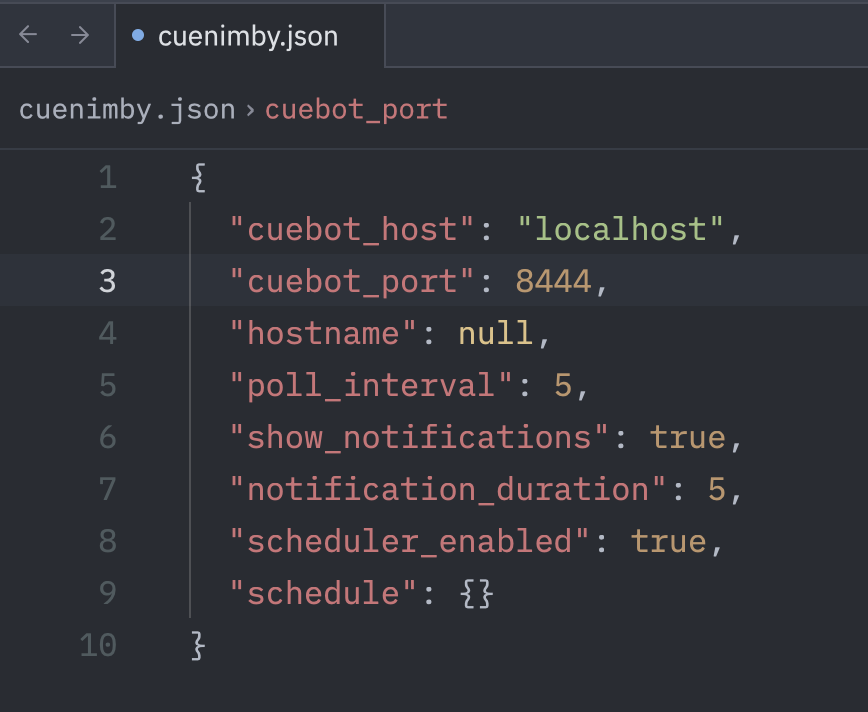 ← → cuenimby.json
cuenimby.json › cuebot_port
1 {
2   "cuebot_host": "localhost",
3   "cuebot_port": 8444,
4   "hostname": null,
5   "poll_interval": 5,
6   "show_notifications": true,
7   "notification_duration": 5,
8   "scheduler_enabled": true,
9   "schedule": {}
10 }